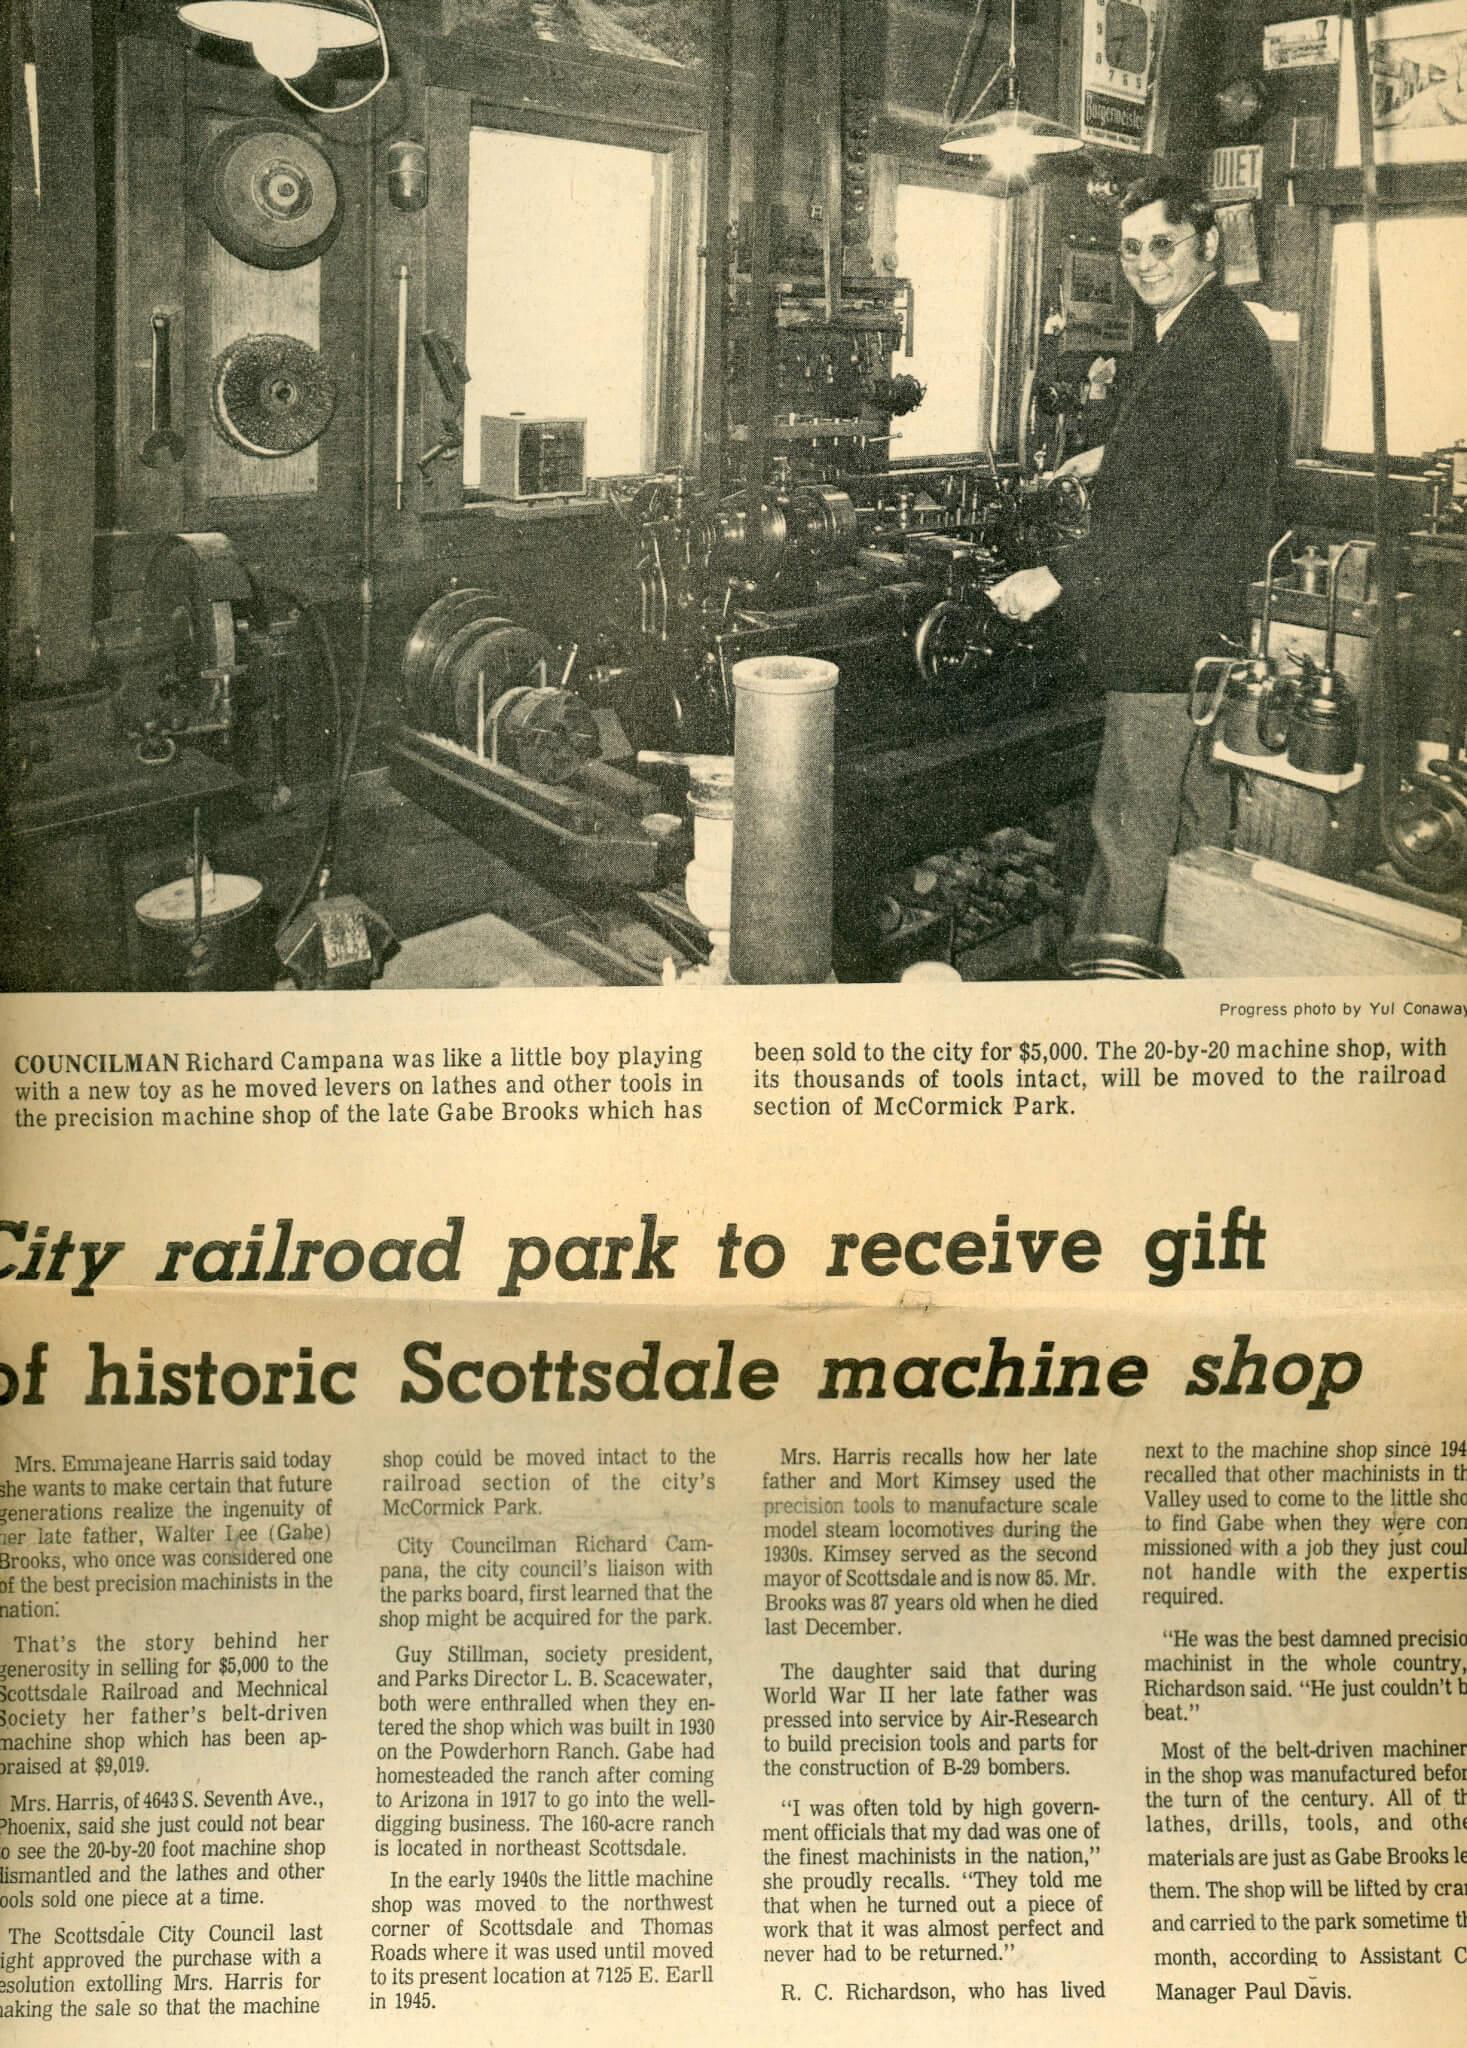 Burgermeister
UIET
Progress photo by Yul Conaway
COUNCILMAN Richard Campana was like a little boy playing
with a new toy as he moved levers on lathes and other tools in
the precision machine shop of the late Gabe Brooks which has
been sold to the city for $5,000. The 20-by-20 machine shop, with
its thousands of tools intact, will be moved to the railroad
section of McCormick Park.
City railroad park to receive gift
of historic Scottsdale machine shop
Mrs. Emmajeane Harris said today
she wants to make certain that future
generations realize the ingenuity of
her late father, Walter Lee (Gabe)
Brooks, who once was considered one
of the best precision machinists in the
nation.
That's the story behind her
generosity in selling for $5,000 to the
Scottsdale Railroad and Mechnical
Society her father's belt-driven
machine shop which has been ap-
praised at $9,019.
Mrs. Harris, of 4643 S. Seventh Ave.,
Phoenix, said she just could not bear
to see the 20-by-20 foot machine shop
dismantled and the lathes and other
tools sold one piece at a time.
The Scottsdale City Council last
ight approved the purchase with a
esolution extolling Mrs. Harris for
aking the sale so that the machine
shop could be moved intact to the
railroad section of the city's
McCormick Park.
City Councilman Richard Cam-
pana, the city council's liaison with
the parks board, first learned that the
shop might be acquired for the park.
Guy Stillman, society president,
and Parks Director L. B. Scacewater,
both were enthralled when they en-
tered the shop which was built in 1930
on the Powderhorn Ranch. Gabe had
homesteaded the ranch after coming
to Arizona in 1917 to go into the well-
digging business. The 160-acre ranch
is located in northeast Scottsdale.
In the early 1940s the little machine
shop was moved to the northwest
corner of Scottsdale and Thomas
Roads where it was used until moved
to its present location at 7125 E. Earll
in 1945.
Mrs. Harris recalls how her late
father and Mort Kimsey used the
precision tools to manufacture scale
model steam locomotives during the
1930s. Kimsey served as the second
mayor of Scottsdale and is now 85. Mr.
Brooks was 87 years old when he died
last December.
The daughter said that during
World War II her late father was
pressed into service by Air-Research
to build precision tools and parts for
the construction of B-29 bombers.
"I was often told by high govern-
ment officials that my dad was one of
the finest machinists in the nation,"
she proudly recalls. "They told me
that when he turned out a piece of
work that it was almost perfect and
never had to be returned."
R. C. Richardson, who has lived
next to the machine shop since 194
recalled that other machinists in th
Valley used to come to the little sho
to find Gabe when they were com
missioned with a job they just coul
not handle with the expertis
required.
"He was the best damned precisio
machinist in the whole country,
Richardson said. "He just couldn't b
beat."
Most of the belt-driven machiner
in the shop was manufactured befor
the turn of the century. All of th
lathes, drills, tools, and othe
materials are just as Gabe Brooks le
them. The shop will be lifted by cran
and carried to the park sometime th
month, according to Assistant C
Manager Paul Davis.